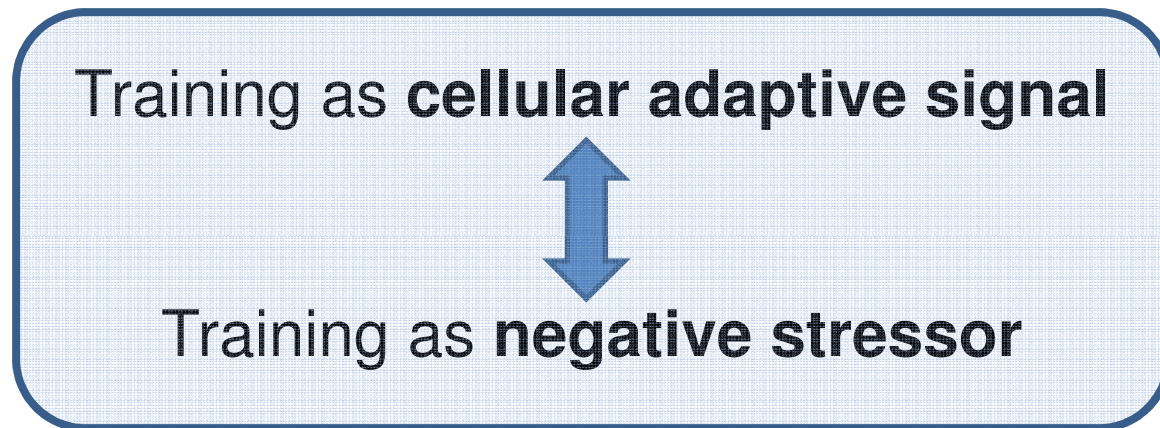 Training as cellular adaptive signal
Training as negative stressor